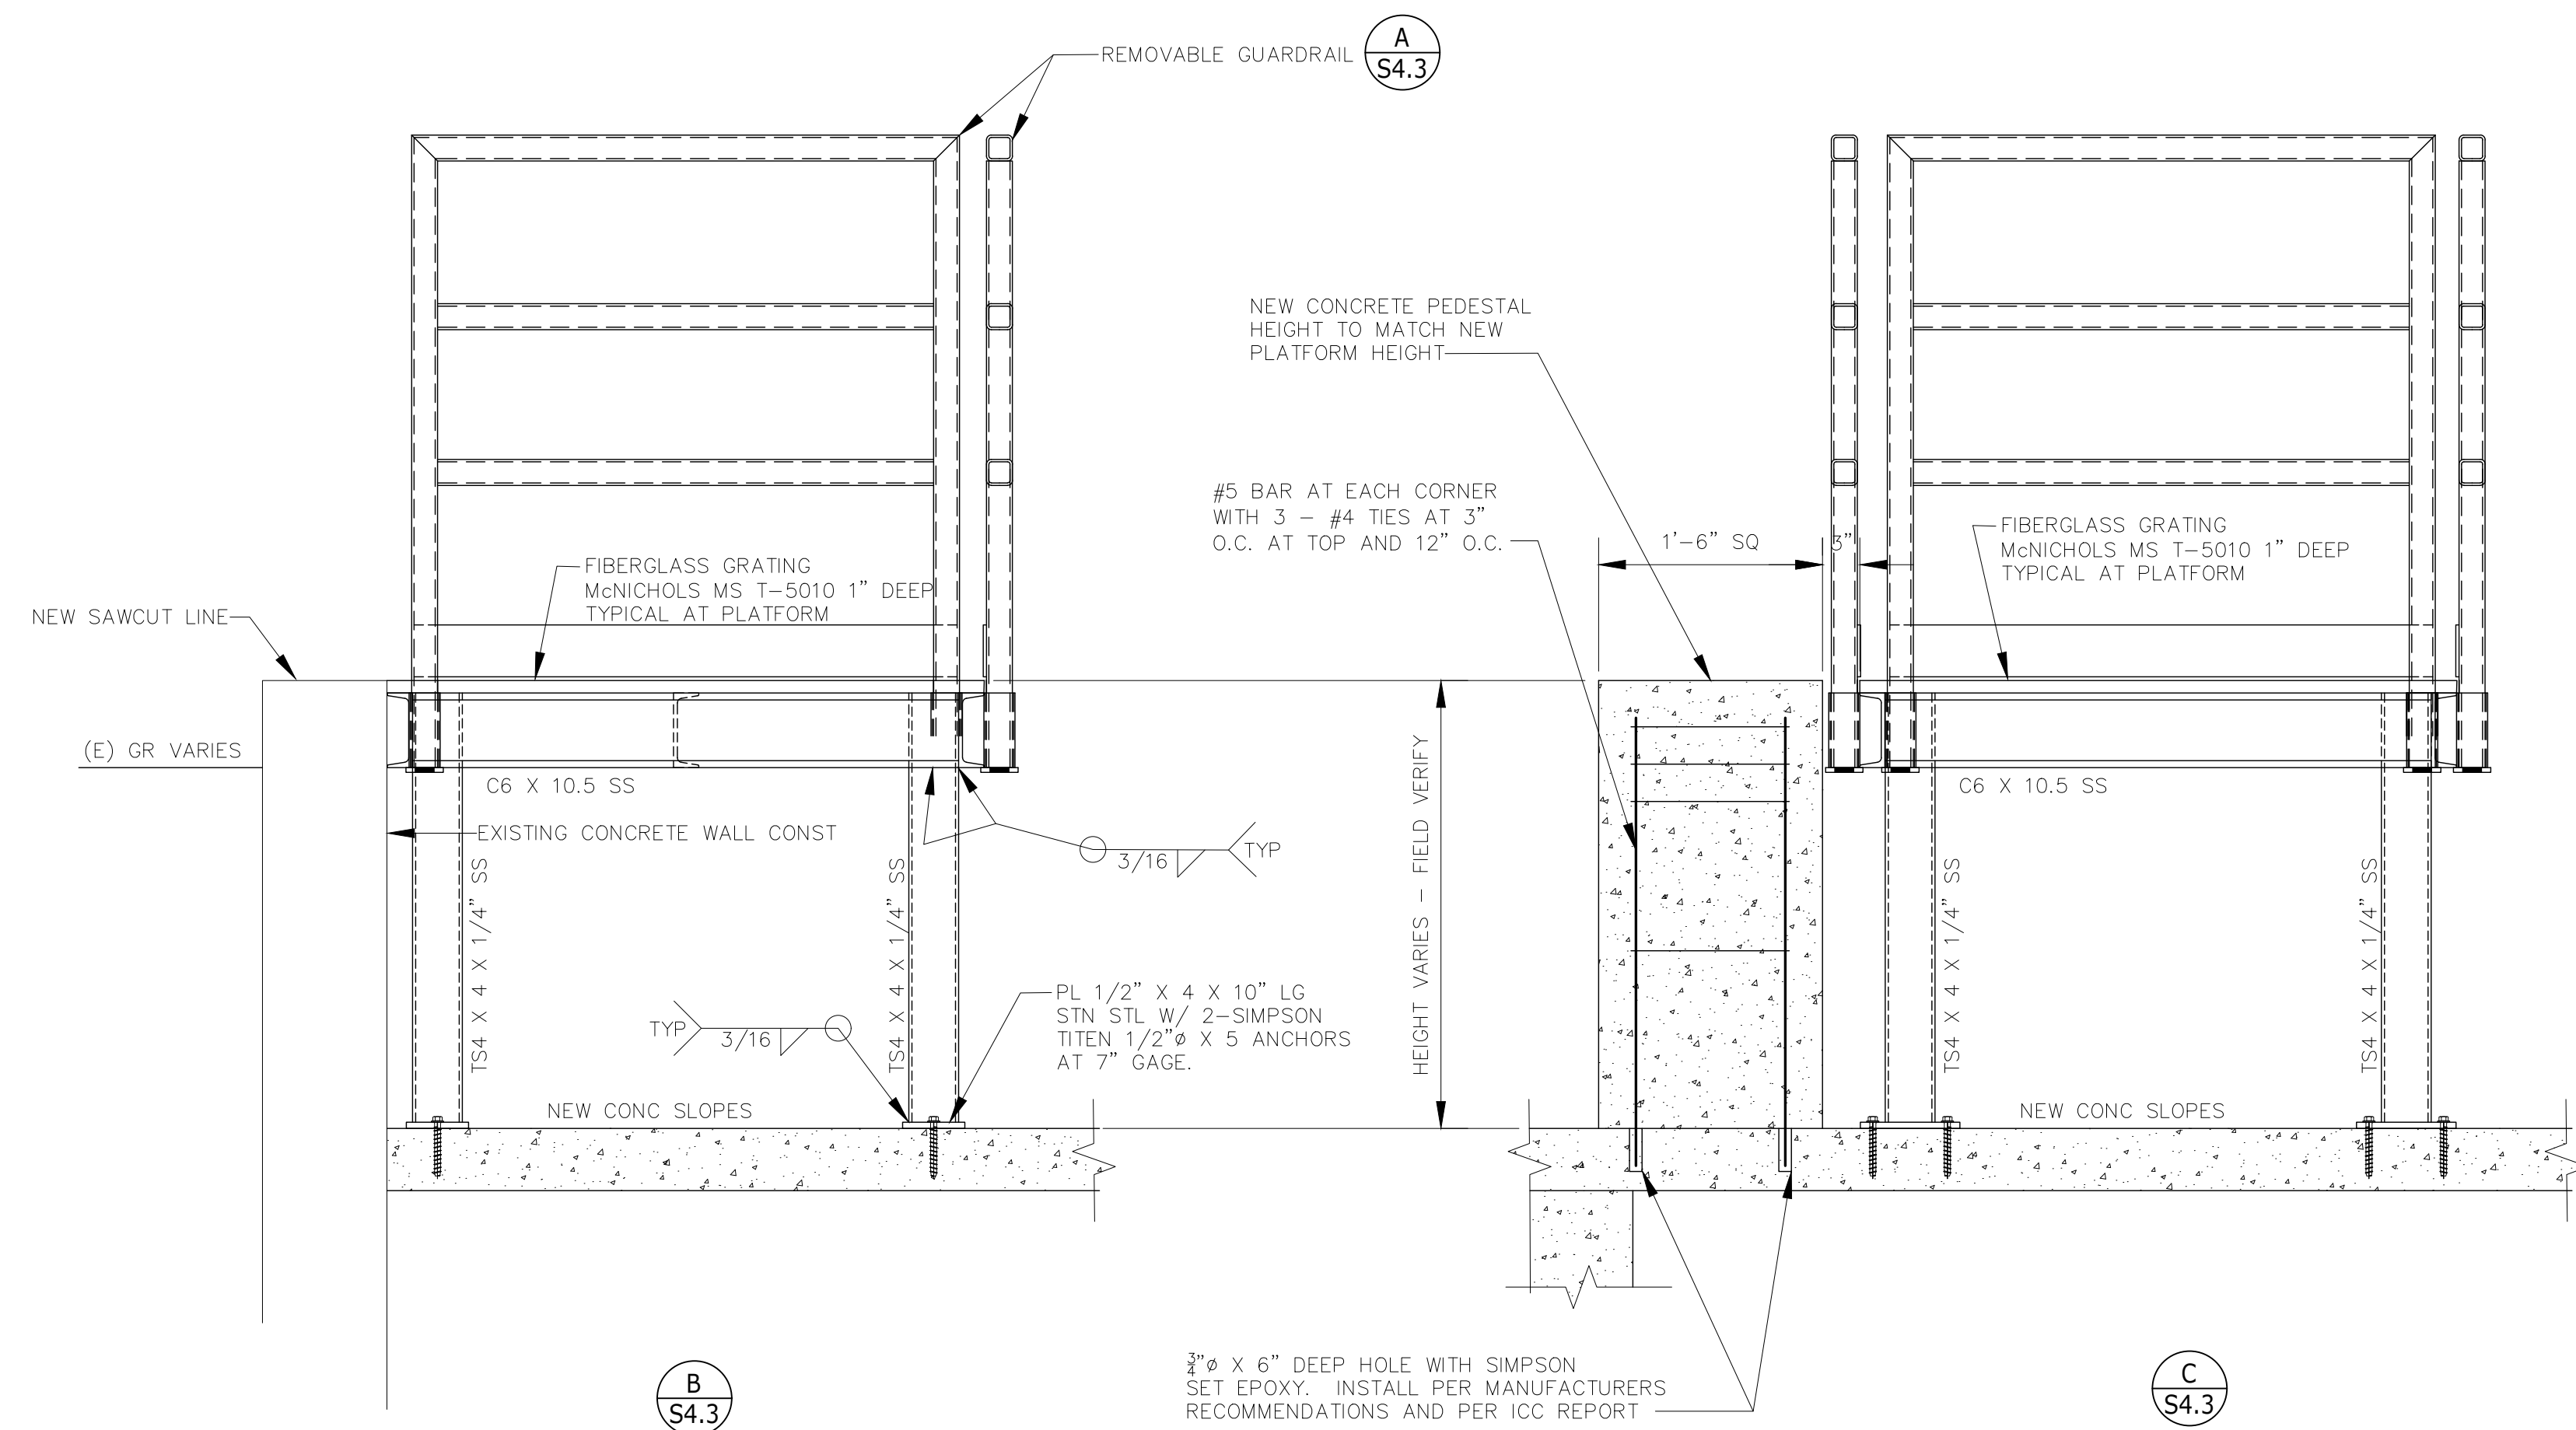 REMOVABLE GUARDRAIL
A
S4.3
NEW CONCRETE PEDESTAL
HEIGHT TO MATCH NEW
PLATFORM HEIGHT
#5 BAR AT EACH CORNER
WITH 3 – #4 TIES AT 3"
O.C. AT TOP AND 12" O.C.
1'–6" SQ
3"
FIBERGLASS GRATING
McNICHOLS MS T–5010 1" DEEP
TYPICAL AT PLATFORM
FIBERGLASS GRATING
McNICHOLS MS T–5010 1" DEEP
TYPICAL AT PLATFORM
NEW SAWCUT LINE
(E) GR VARIES
C6 X 10.5 SS
C6 X 10.5 SS
EXISTING CONCRETE WALL CONST
3/16
TYP
HEIGHT VARIES – FIELD VERIFY
TS4 X 4 X 1/4" SS
TS4 X 4 X 1/4" SS
TS4 X 4 X 1/4" SS
TS4 X 4 X 1/4" SS
PL 1/2" X 4 X 10" LG
STN STL W/ 2–SIMPSON
TITEN 1/2"ø X 5 ANCHORS
AT 7" GAGE.
TYP
3/16
NEW CONC SLOPES
NEW CONC SLOPES
3/4"ø X 6" DEEP HOLE WITH SIMPSON
SET EPOXY. INSTALL PER MANUFACTURERS
RECOMMENDATIONS AND PER ICC REPORT
B
S4.3
C
S4.3